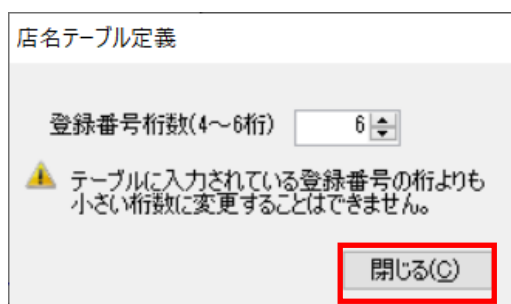 店名テーブル定義
登録番号桁数(4～6桁) 6
テーブルに入力されている登録番号の桁よりも
小さい桁数に変更することはできません。
閉じる(C)